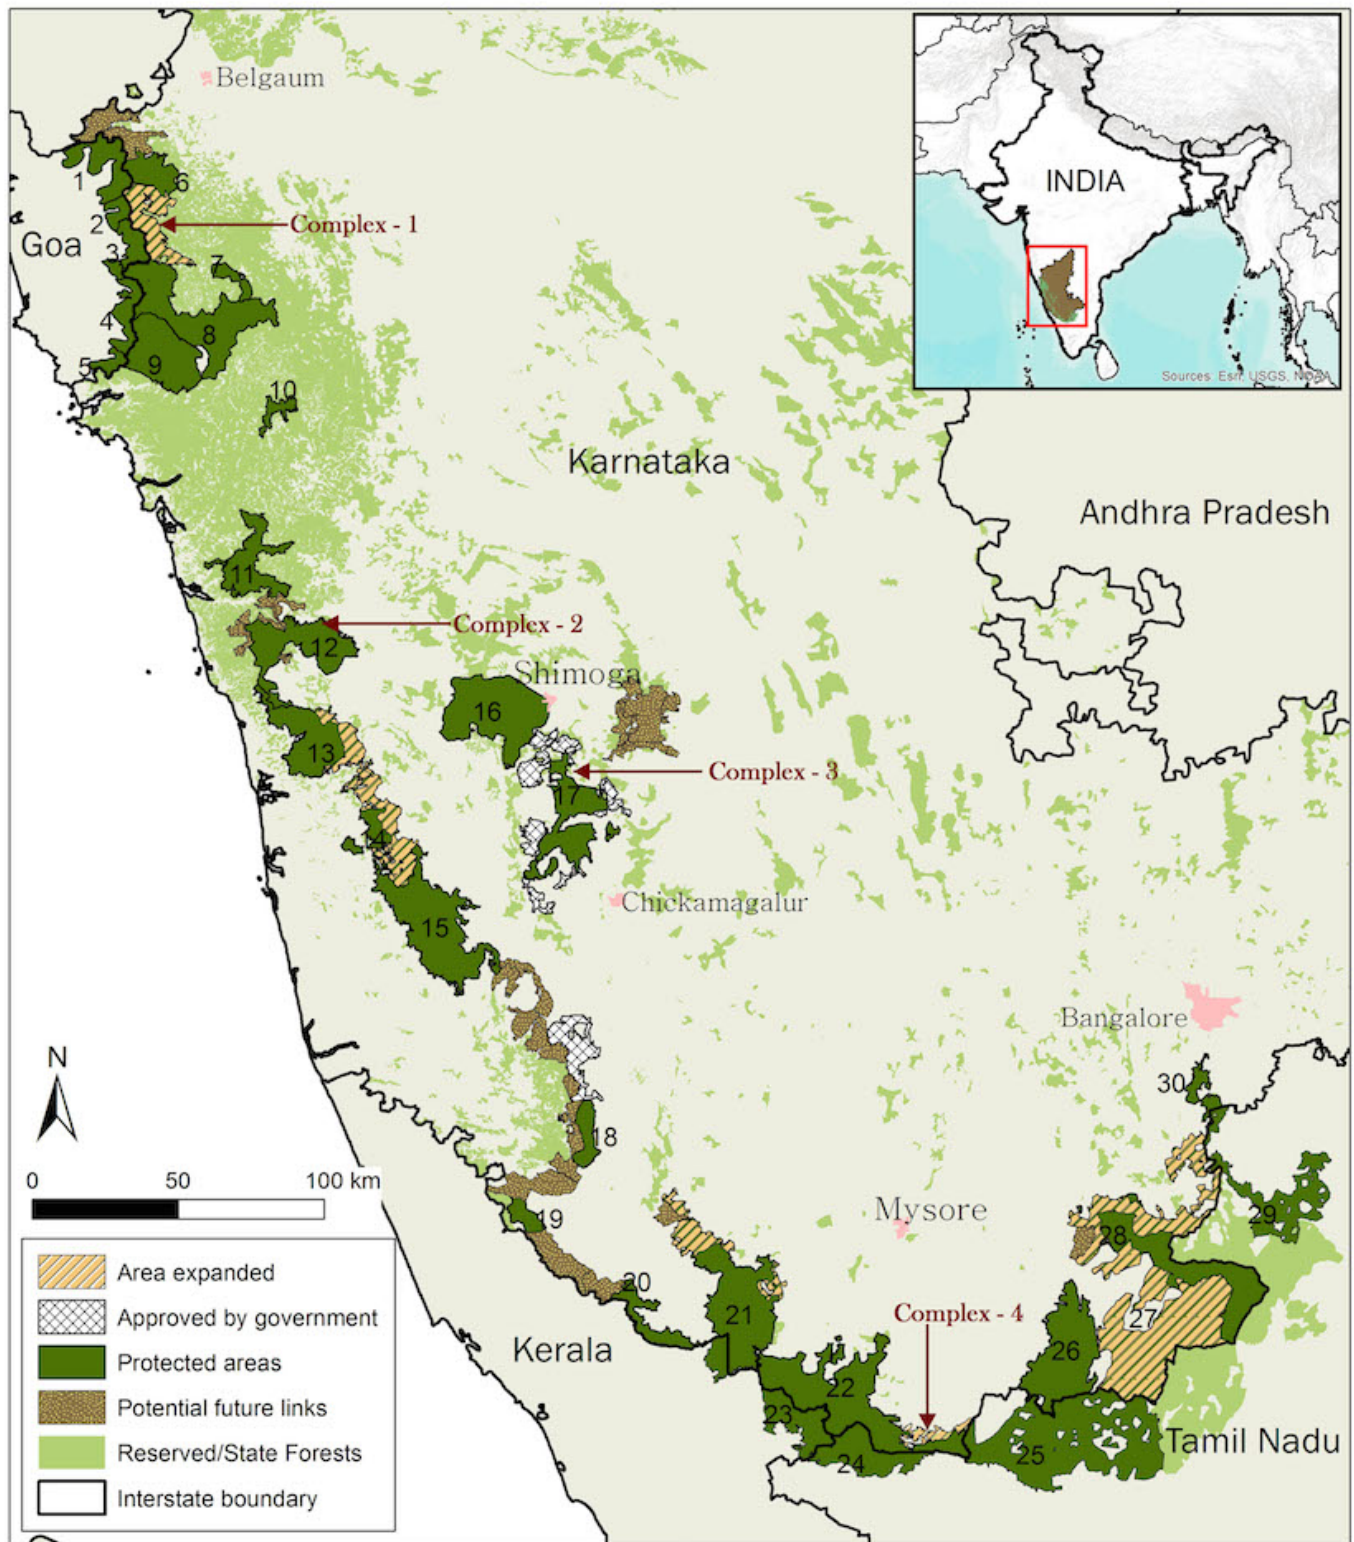 Belgaum
INDIA
1
6
2
Complex - 1
Goa
3
7
4
8
5
9
Sources: Esri, USGS, NOAA
10
Karnataka
Andhra Pradesh
11
Complex - 2
12
Shimoga
16
13
Complex - 3
17
14
Chickamagalur
15
Bangalore
N
30
18
0 50 100 km
19
Mysore
29
28
20
Area expanded
21
Complex - 4
27
Approved by government
Kerala
26
Protected areas
22
Potential future links
23
Reserved/State Forests
24
25
Tamil Nadu
Interstate boundary